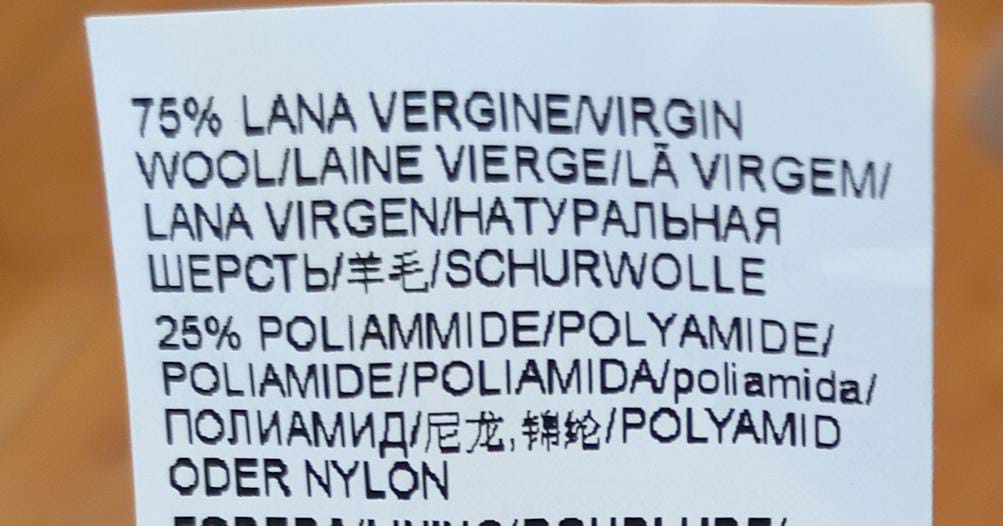 75% LANA VERGINE/VIRGIN
WOOL/LAINE VIERGE/LÃ VIRGEM/
LANA VIRGEN/НАТУРАЛЬНАЯ
ШЕРСТЬ/羊毛/SCHURWOLLE
25% POLIAMMIDE/POLYAMIDE/
POLIAMIDE/POLIAMIDA/poliamida/
ПОЛИАМИД/尼龙,锦纶/POLYAMID
ODER NYLON